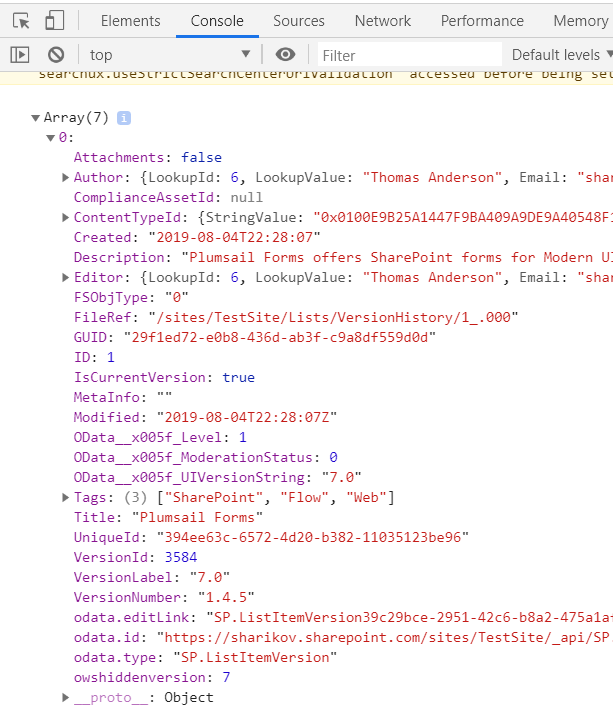 Elements Console Sources Network Performance Memory
top Filter Default levels
searchux.useStrictSearchCenterUrlValidation' accessed before being set
Array(7) i
0:
Attachments: false
Author: {LookupId: 6, LookupValue: "Thomas Anderson", Email: "shar
ComplianceAssetId: null
ContentTypeId: {StringValue: "0x0100E9B25A1447F9BA409A9DE9A40548F1
Created: "2019-08-04T22:28:07"
Description: "Plumsail Forms offers SharePoint forms for Modern UI
Editor: {LookupId: 6, LookupValue: "Thomas Anderson", Email: "shar
FSObjType: "0"
FileRef: "/sites/TestSite/Lists/VersionHistory/1_.000"
GUID: "29f1ed72-e0b8-436d-ab3f-c9a8df559d0d"
ID: 1
IsCurrentVersion: true
MetaInfo: ""
Modified: "2019-08-04T22:28:07Z"
OData__x005f_Level: 1
OData__x005f_ModerationStatus: 0
OData__x005f_UIVersionString: "7.0"
Tags: (3) ["SharePoint", "Flow", "Web"]
Title: "Plumsail Forms"
UniqueId: "394ee63c-6572-4d20-b382-11035123be96"
VersionId: 3584
VersionLabel: "7.0"
VersionNumber: "1.4.5"
odata.editLink: "SP.ListItemVersion39c29bce-2951-42c6-b8a2-475a1a
odata.id: "https://sharikov.sharepoint.com/sites/TestSite/_api/SP.
odata.type: "SP.ListItemVersion"
owshiddenversion: 7
__proto__: Object